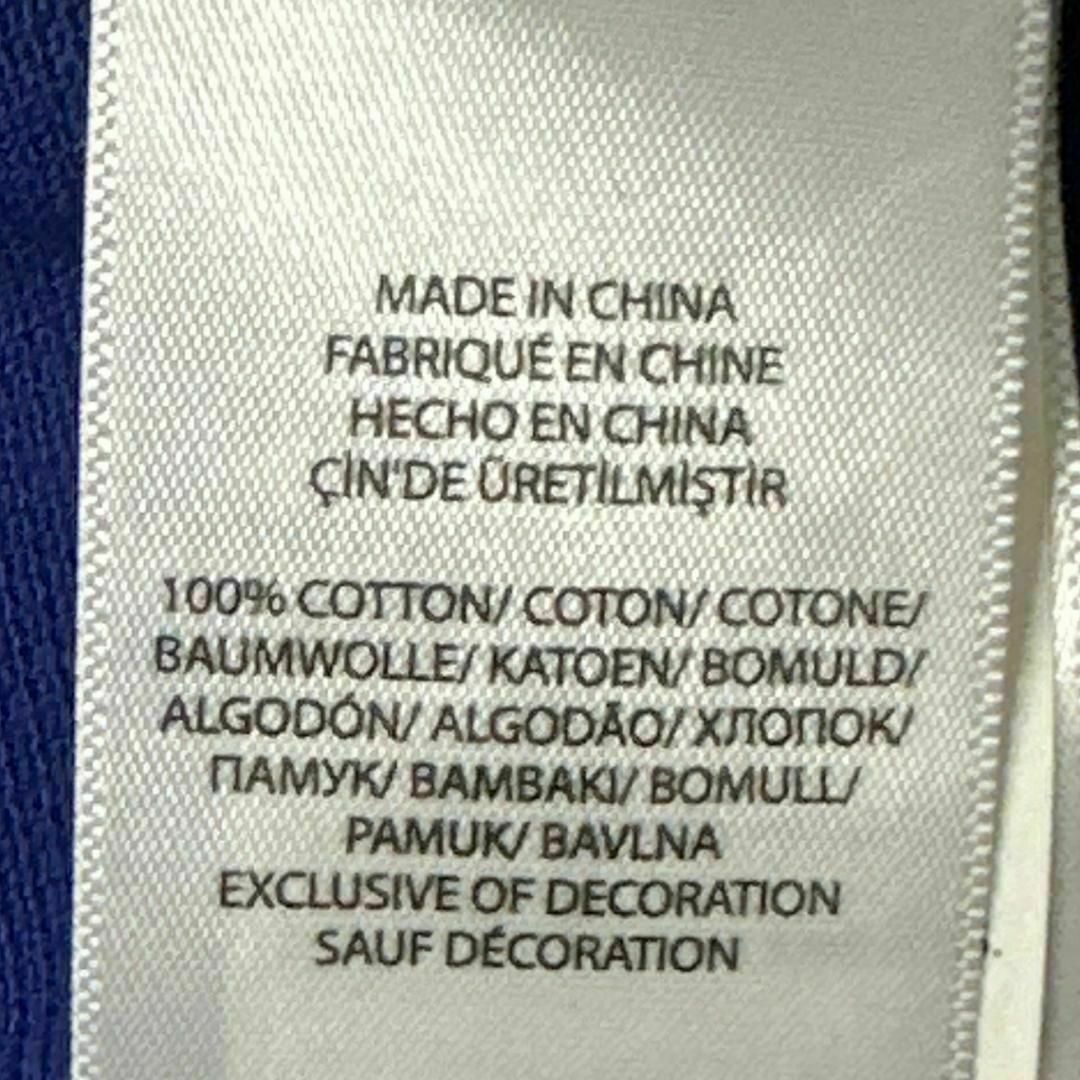 MADE IN CHINA
FABRIQUÉ EN CHINE
HECHO EN CHINA
ÇİN'DE ÜRETİLMİŞTİR
100% COTTON/ COTON/ COTONE/
BAUMWOLLE/ KATOEN/ BOMULD/
ALGODÓN/ ALGODÃO/ ХЛОПОК/
ПАМУК/ ΒΑΜΒΑΚΙ/ BOMULL/
PAMUK/ BAVLNA
EXCLUSIVE OF DECORATION
SAUF DÉCORATION